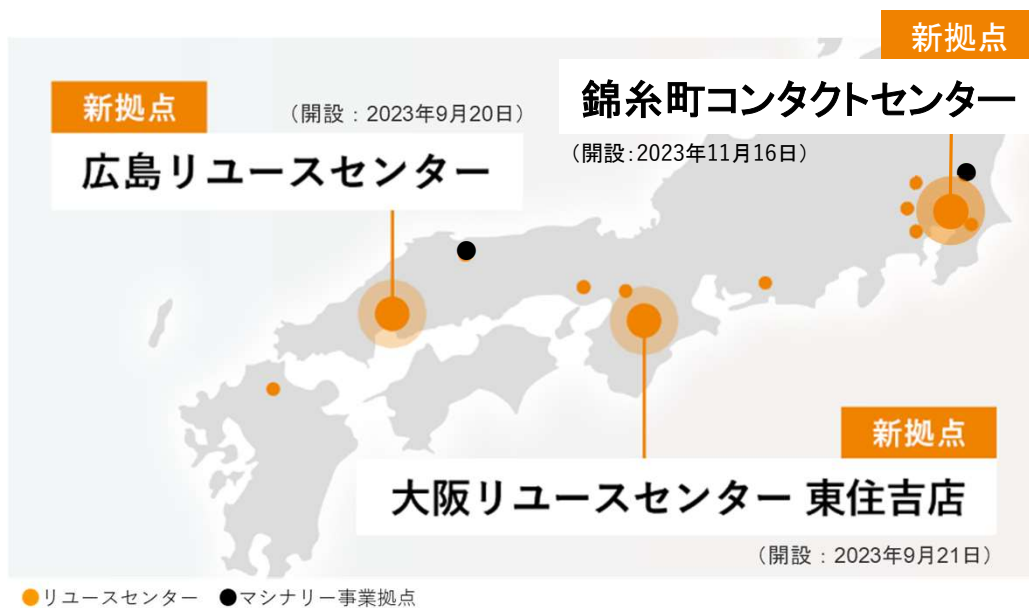 新拠点
錦糸町コンタクトセンター
（開設：2023年11月16日）
新拠点
（開設：2023年9月20日）
広島リユースセンター
新拠点
大阪リユースセンター 東住吉店
（開設：2023年9月21日）
●リユースセンター ●マシナリー事業拠点